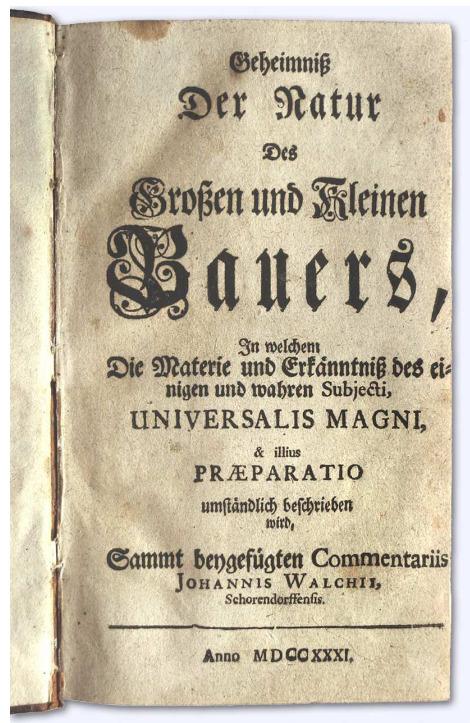 Geheimniß
Der Natur
Des
Großen und Kleinen
Bauers,
In welchem
Die Materie und Erkänntniß des ei-
nigen und wahren Subjecti,
UNIVERSALIS MAGNI,
& illius
PRÆPARATIO
umständlich beschrieben
wird,
Sammt beygefügten Commentariis
JOHANNIS WALCHII,
Schorendorffensis.
Anno MDCCXXXI.